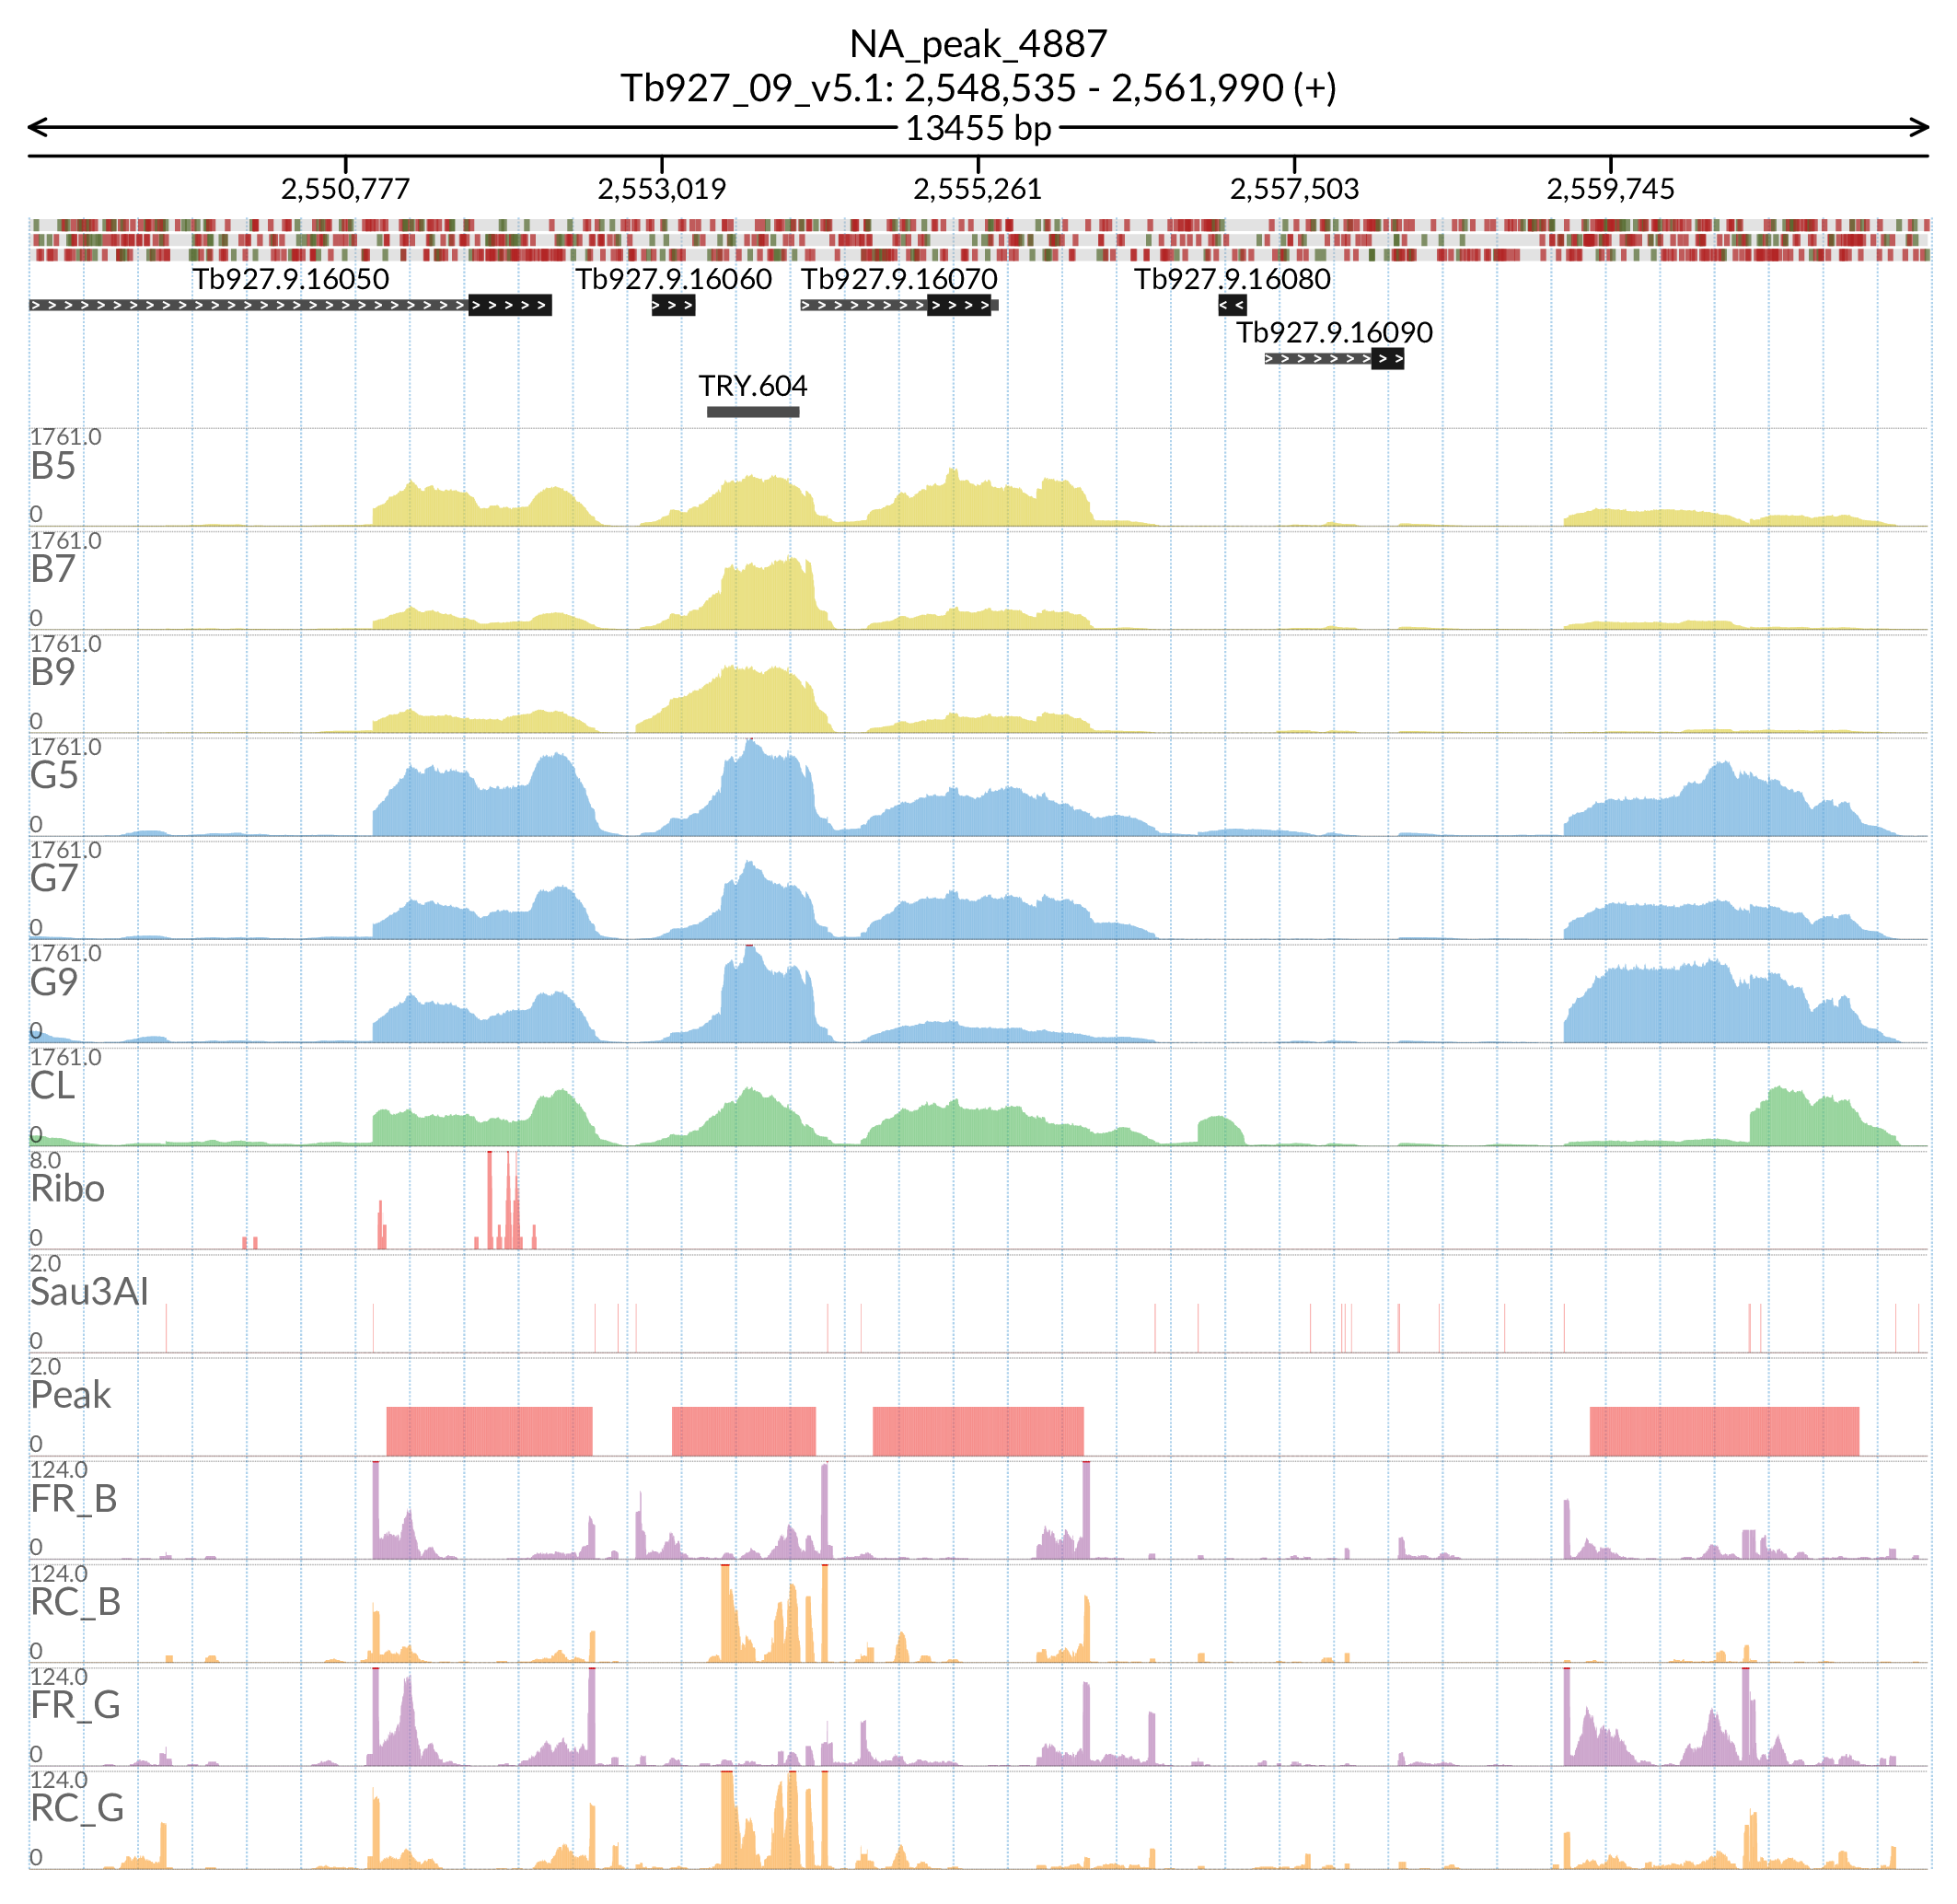 NA_peak_4887
Tb927_09_v5.1: 2,548,535 - 2,561,990 (+)
13455 bp
2,550,777 2,553,019 2,555,261 2,557,503 2,559,745
Tb927.9.16050 Tb927.9.16060 Tb927.9.16070 Tb927.9.16080
Tb927.9.16090
TRY.604
1761.0
B5
0
1761.0
B7
0
1761.0
B9
0
1761.0
G5
0
1761.0
G7
0
1761.0
G9
0
1761.0
CL
0
8.0
Ribo
0
2.0
Sau3AI
0
2.0
Peak
0
124.0
FR_B
0
124.0
RC_B
0
124.0
FR_G
0
124.0
RC_G
0